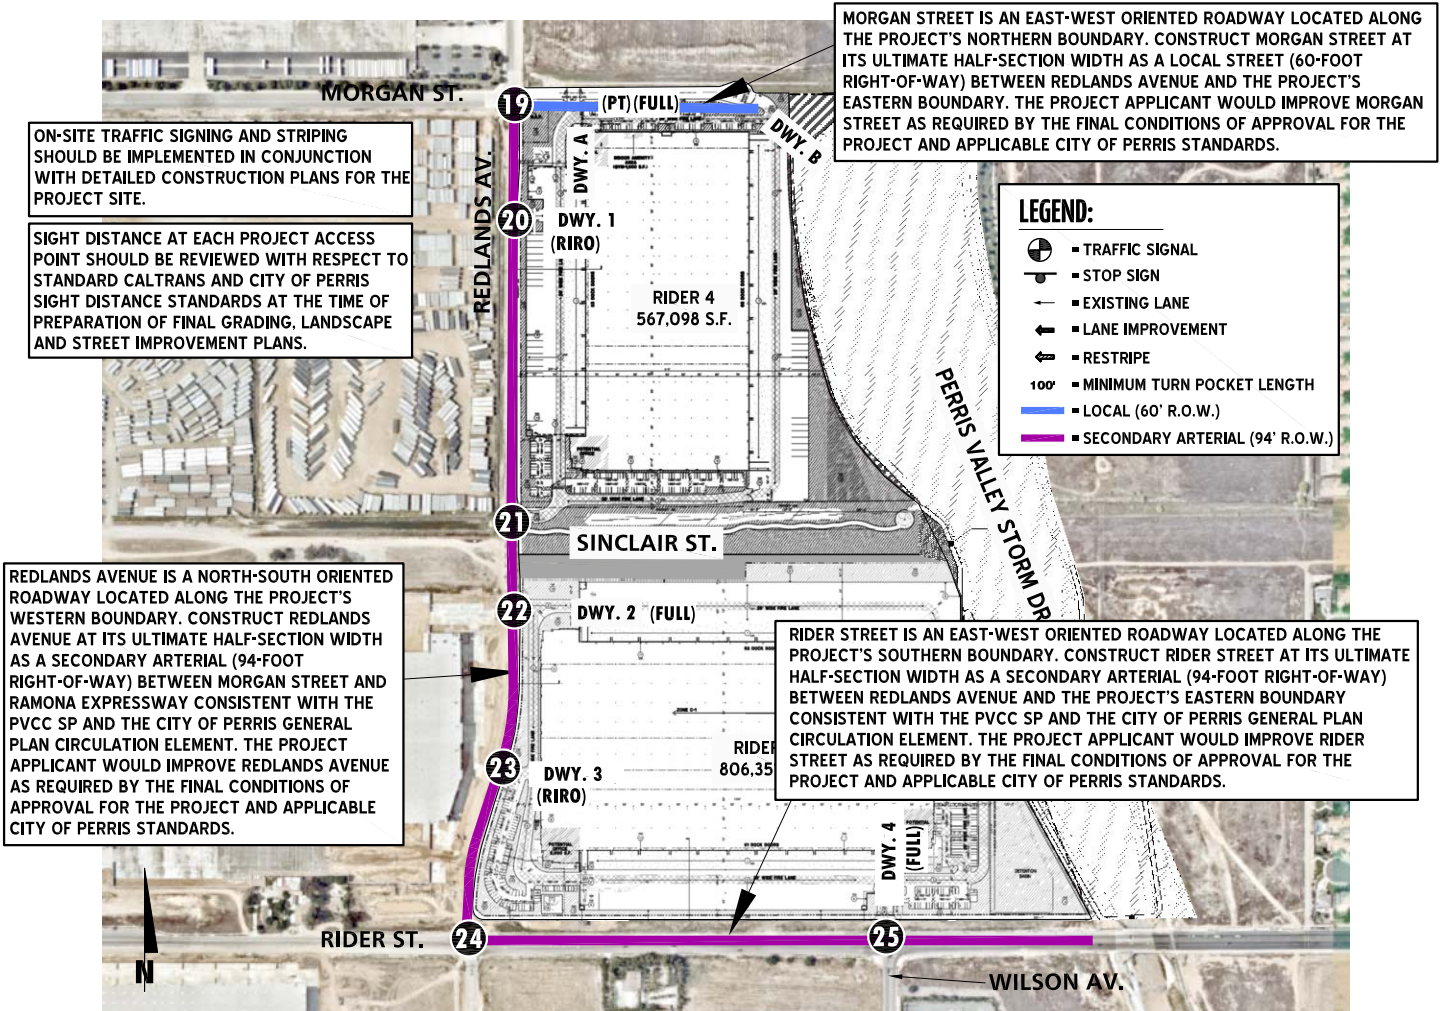 MORGAN STREET IS AN EAST-WEST ORIENTED ROADWAY LOCATED ALONG
THE PROJECT'S NORTHERN BOUNDARY. CONSTRUCT MORGAN STREET AT
ITS ULTIMATE HALF-SECTION WIDTH AS A LOCAL STREET (60-FOOT
RIGHT-OF-WAY) BETWEEN REDLANDS AVENUE AND THE PROJECT'S
EASTERN BOUNDARY. THE PROJECT APPLICANT WOULD IMPROVE MORGAN
STREET AS REQUIRED BY THE FINAL CONDITIONS OF APPROVAL FOR THE
PROJECT AND APPLICABLE CITY OF PERRIS STANDARDS.
MORGAN ST.
19
(PT) (FULL)
DWY. A
DWY. B
ON-SITE TRAFFIC SIGNING AND STRIPING
SHOULD BE IMPLEMENTED IN CONJUNCTION
WITH DETAILED CONSTRUCTION PLANS FOR THE
PROJECT SITE.
SIGHT DISTANCE AT EACH PROJECT ACCESS
POINT SHOULD BE REVIEWED WITH RESPECT TO
STANDARD CALTRANS AND CITY OF PERRIS
SIGHT DISTANCE STANDARDS AT THE TIME OF
PREPARATION OF FINAL GRADING, LANDSCAPE
AND STREET IMPROVEMENT PLANS.
REDLANDS AV.
20
DWY. 1
(RIRO)
RIDER 4
567,098 S.F.
LEGEND:
= TRAFFIC SIGNAL
= STOP SIGN
= EXISTING LANE
= LANE IMPROVEMENT
= RESTRIPE
100' = MINIMUM TURN POCKET LENGTH
= LOCAL (60' R.O.W.)
= SECONDARY ARTERIAL (94' R.O.W.)
PERRIS VALLEY STORM DR
21
SINCLAIR ST.
22
DWY. 2 (FULL)
REDLANDS AVENUE IS A NORTH-SOUTH ORIENTED
ROADWAY LOCATED ALONG THE PROJECT'S
WESTERN BOUNDARY. CONSTRUCT REDLANDS
AVENUE AT ITS ULTIMATE HALF-SECTION WIDTH
AS A SECONDARY ARTERIAL (94-FOOT
RIGHT-OF-WAY) BETWEEN MORGAN STREET AND
RAMONA EXPRESSWAY CONSISTENT WITH THE
PVCC SP AND THE CITY OF PERRIS GENERAL
PLAN CIRCULATION ELEMENT. THE PROJECT
APPLICANT WOULD IMPROVE REDLANDS AVENUE
AS REQUIRED BY THE FINAL CONDITIONS OF
APPROVAL FOR THE PROJECT AND APPLICABLE
CITY OF PERRIS STANDARDS.
RIDER STREET IS AN EAST-WEST ORIENTED ROADWAY LOCATED ALONG THE
PROJECT'S SOUTHERN BOUNDARY. CONSTRUCT RIDER STREET AT ITS ULTIMATE
HALF-SECTION WIDTH AS A SECONDARY ARTERIAL (94-FOOT RIGHT-OF-WAY)
BETWEEN REDLANDS AVENUE AND THE PROJECT'S EASTERN BOUNDARY
CONSISTENT WITH THE PVCC SP AND THE CITY OF PERRIS GENERAL PLAN
CIRCULATION ELEMENT. THE PROJECT APPLICANT WOULD IMPROVE RIDER
STREET AS REQUIRED BY THE FINAL CONDITIONS OF APPROVAL FOR THE
PROJECT AND APPLICABLE CITY OF PERRIS STANDARDS.
RIDER
806,35
23
DWY. 3
(RIRO)
DWY. 4
(FULL)
N
RIDER ST.
24
25
WILSON AV.